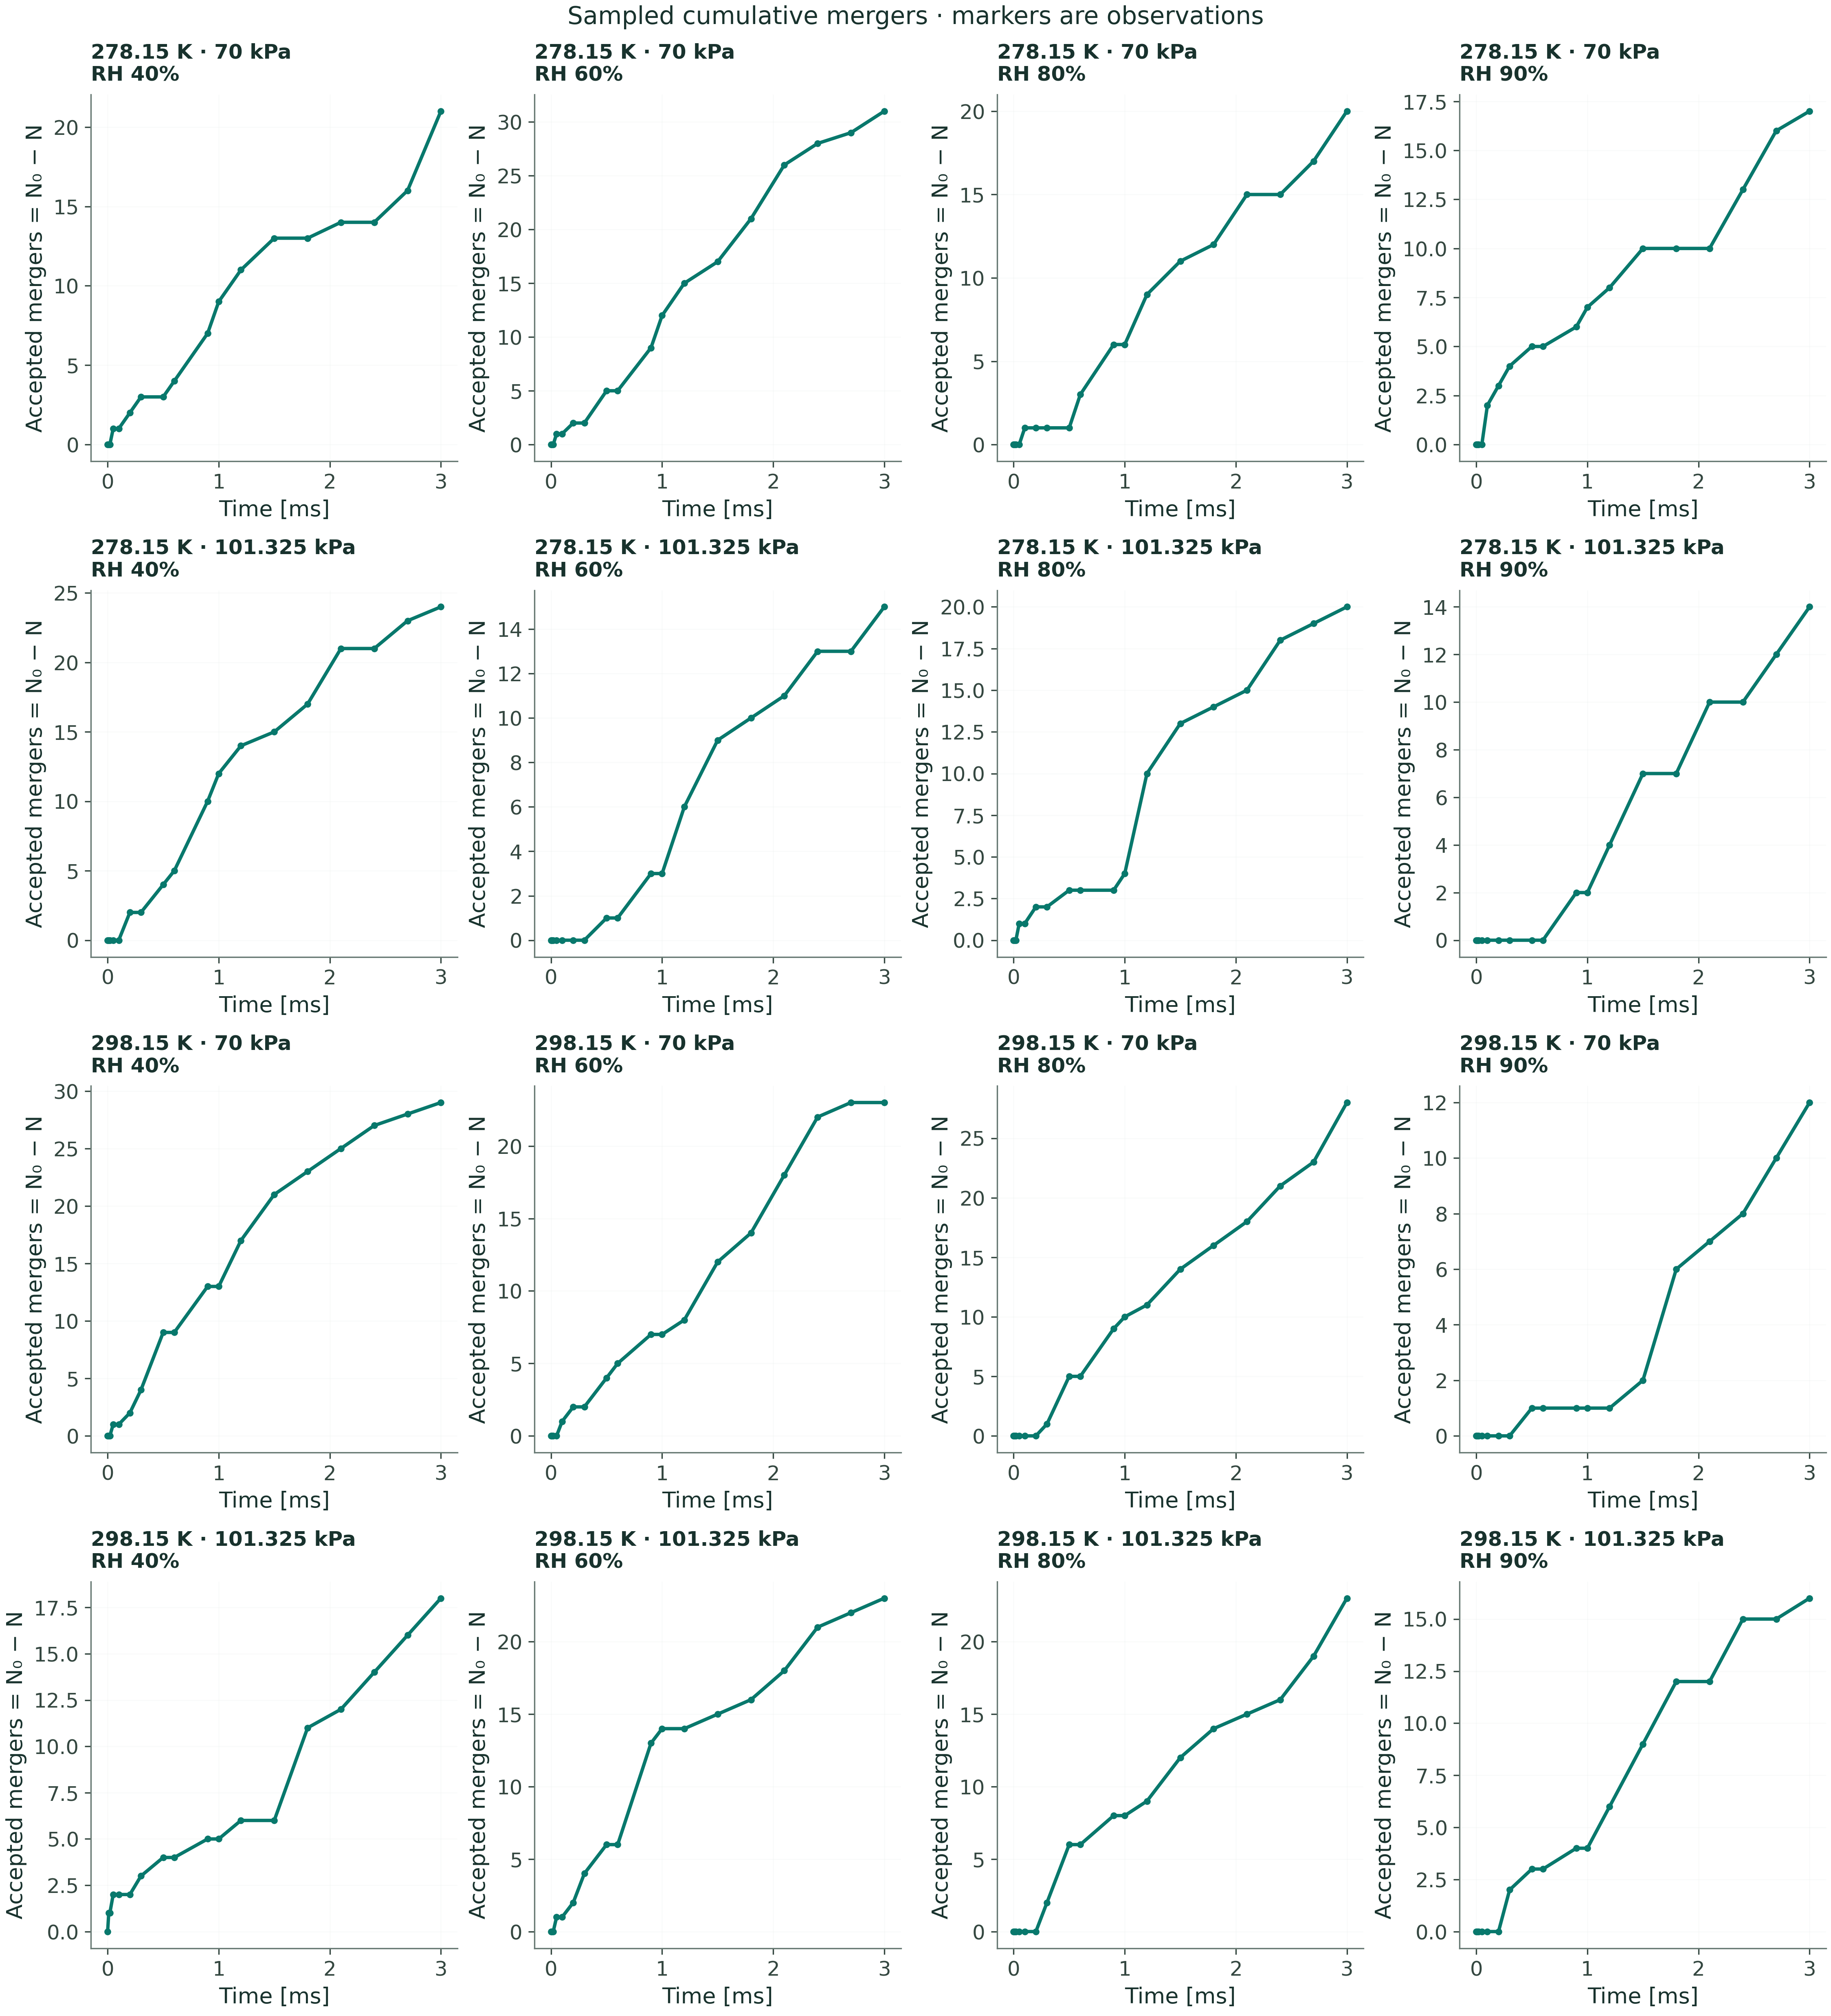 Sampled cumulative mergers · markers are observations
278.15 K · 70 kPa
RH 40%
Accepted mergers = N₀ − N
20
15
10
5
0
0 1 2 3
Time [ms]
278.15 K · 70 kPa
RH 60%
Accepted mergers = N₀ − N
30
25
20
15
10
5
0
0 1 2 3
Time [ms]
278.15 K · 70 kPa
RH 80%
Accepted mergers = N₀ − N
20
15
10
5
0
0 1 2 3
Time [ms]
278.15 K · 70 kPa
RH 90%
Accepted mergers = N₀ − N
17.5
15.0
12.5
10.0
7.5
5.0
2.5
0.0
0 1 2 3
Time [ms]
278.15 K · 101.325 kPa
RH 40%
Accepted mergers = N₀ − N
25
20
15
10
5
0
0 1 2 3
Time [ms]
278.15 K · 101.325 kPa
RH 60%
Accepted mergers = N₀ − N
14
12
10
8
6
4
2
0
0 1 2 3
Time [ms]
278.15 K · 101.325 kPa
RH 80%
Accepted mergers = N₀ − N
20.0
17.5
15.0
12.5
10.0
7.5
5.0
2.5
0.0
0 1 2 3
Time [ms]
278.15 K · 101.325 kPa
RH 90%
Accepted mergers = N₀ − N
14
12
10
8
6
4
2
0
0 1 2 3
Time [ms]
298.15 K · 70 kPa
RH 40%
Accepted mergers = N₀ − N
30
25
20
15
10
5
0
0 1 2 3
Time [ms]
298.15 K · 70 kPa
RH 60%
Accepted mergers = N₀ − N
20
15
10
5
0
0 1 2 3
Time [ms]
298.15 K · 70 kPa
RH 80%
Accepted mergers = N₀ − N
25
20
15
10
5
0
0 1 2 3
Time [ms]
298.15 K · 70 kPa
RH 90%
Accepted mergers = N₀ − N
12
10
8
6
4
2
0
0 1 2 3
Time [ms]
298.15 K · 101.325 kPa
RH 40%
Accepted mergers = N₀ − N
17.5
15.0
12.5
10.0
7.5
5.0
2.5
0.0
0 1 2 3
Time [ms]
298.15 K · 101.325 kPa
RH 60%
Accepted mergers = N₀ − N
20
15
10
5
0
0 1 2 3
Time [ms]
298.15 K · 101.325 kPa
RH 80%
Accepted mergers = N₀ − N
20
15
10
5
0
0 1 2 3
Time [ms]
298.15 K · 101.325 kPa
RH 90%
Accepted mergers = N₀ − N
15.0
12.5
10.0
7.5
5.0
2.5
0.0
0 1 2 3
Time [ms]